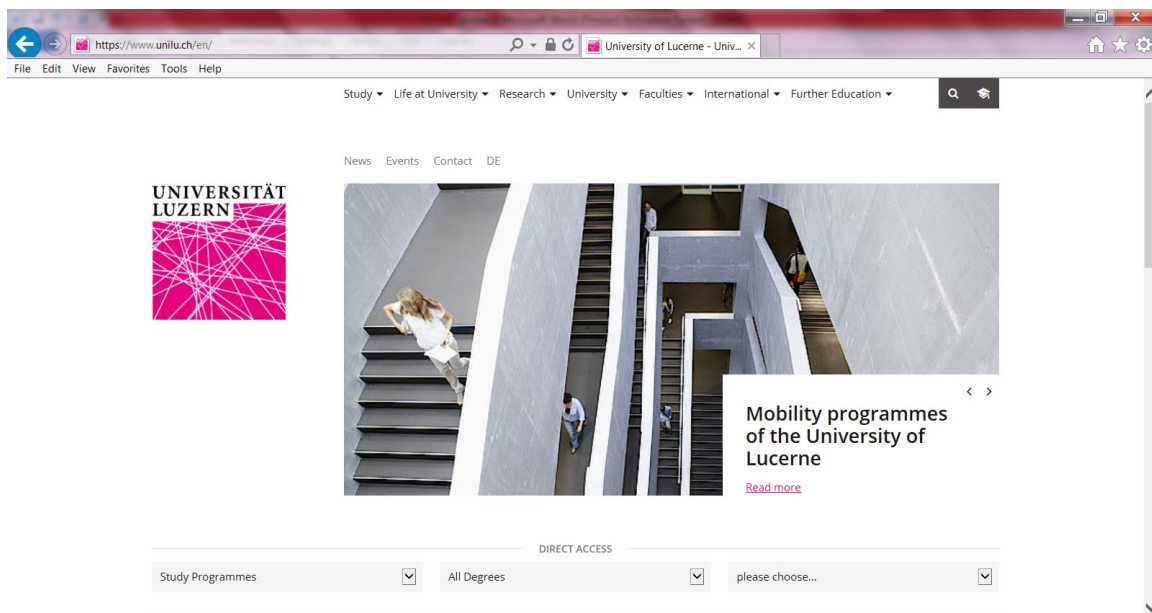 https://www.unilu.ch/en/
University of Lucerne - Univ...
File Edit View Favorites Tools Help
Study Life at University Research University Faculties International Further Education
News Events Contact DE
UNIVERSITÄT
LUZERN
Mobility programmes
of the University of
Lucerne
Read more
DIRECT ACCESS
Study Programmes All Degrees please choose...